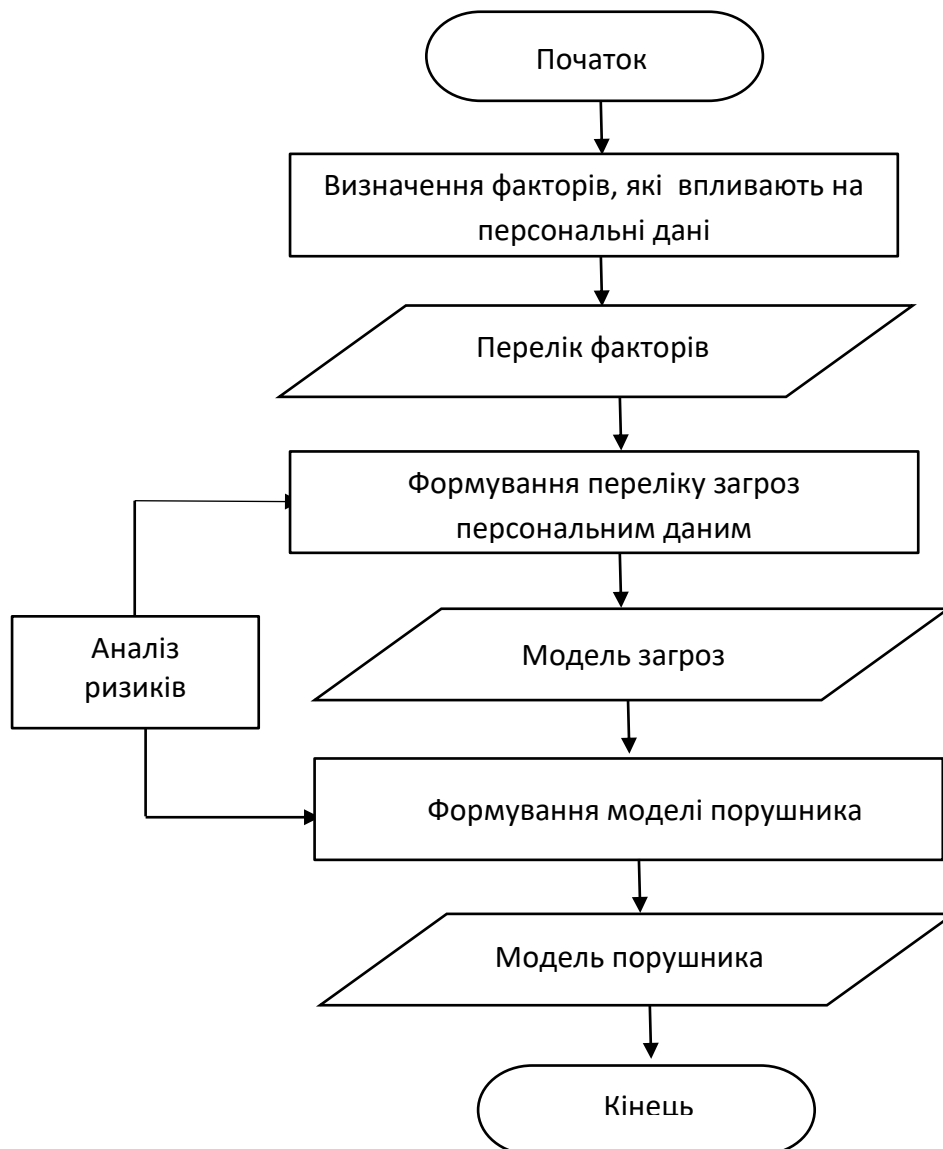 Початок
Визначення факторів, які впливають на
персональні дані
Перелік факторів
Формування переліку загроз
персональним даним
Аналіз
ризиків
Модель загроз
Формування моделі порушника
Модель порушника
Кінець